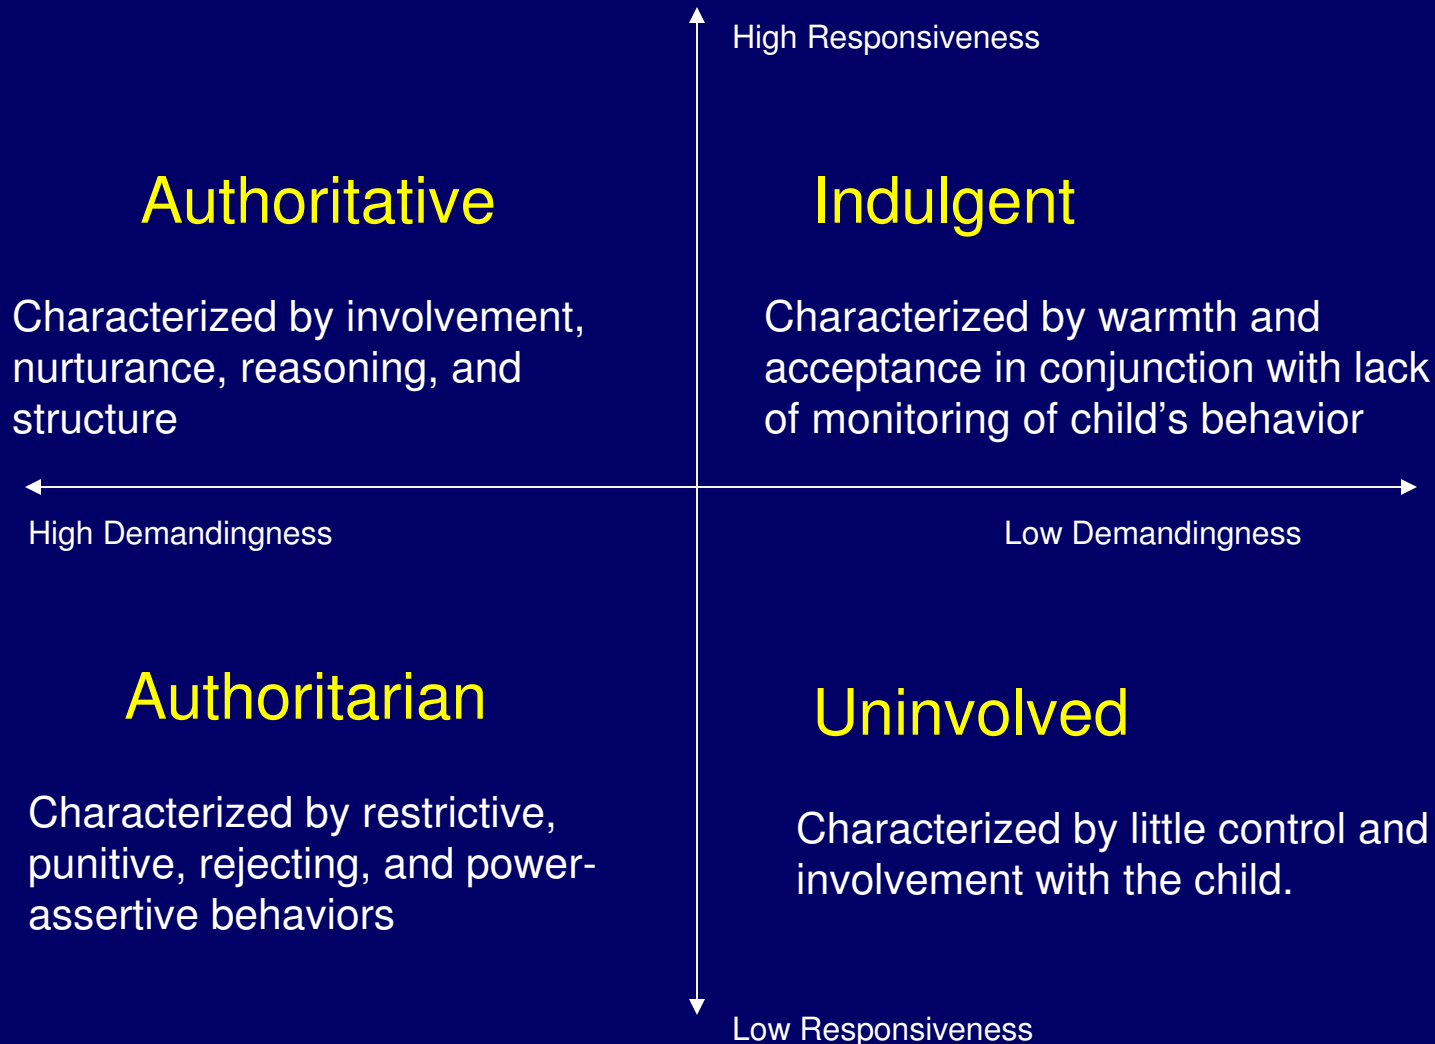 High Responsiveness
Authoritative
Characterized by involvement,
nurturance, reasoning, and
structure
Indulgent
Characterized by warmth and
acceptance in conjunction with lack
of monitoring of child’s behavior
High Demandingness
Low Demandingness
Authoritarian
Characterized by restrictive,
punitive, rejecting, and power-
assertive behaviors
Uninvolved
Characterized by little control and
involvement with the child.
Low Responsiveness